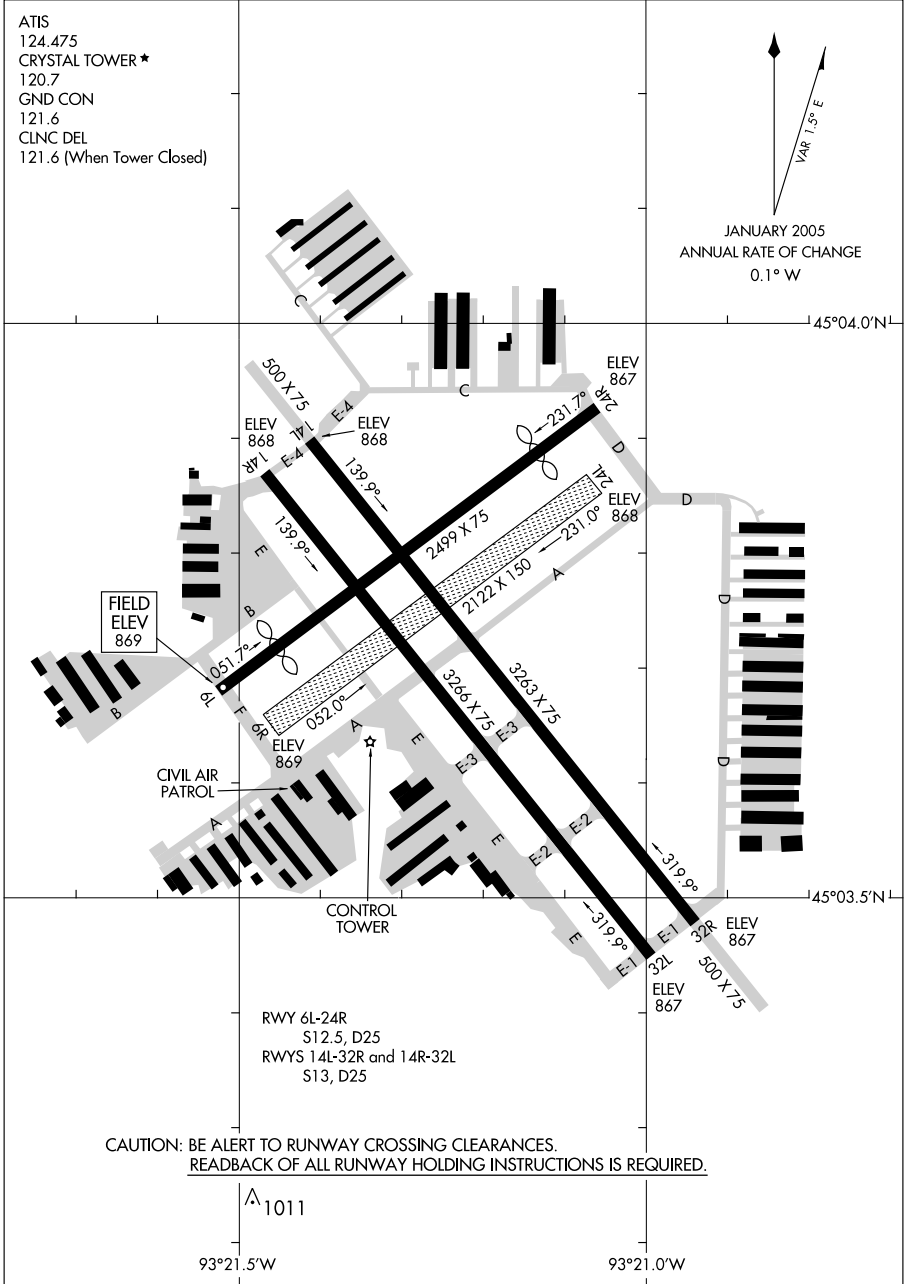 ATIS
124.475
CRYSTAL TOWER ★
120.7
GND CON
121.6
CLNC DEL
121.6 (When Tower Closed)
VAR 1.5° E
JANUARY 2005
ANNUAL RATE OF CHANGE
0.1° W
45°04.0'N
C
C
500 X 75
ELEV
867
24R
231.7°
E-4
14L
ELEV
868
ELEV
868
14R
E-4
139.9°
D
24L
ELEV
868
D
139.9°
2499 X 75
231.0°
E
2122 X 150
A
B
D
FIELD
ELEV
869
051.7°
6L
3266 X 75
3263 X 75
052.0°
B
F
6R
A
E
E-3
E-3
ELEV
869
D
CIVIL AIR
PATROL
A
E
E-2
E-2
319.9°
45°03.5'N
CONTROL
TOWER
319.9°
E-1
32R
ELEV
867
E
E-1
32L
500 X 75
ELEV
867
RWY 6L-24R
S12.5, D25
RWYS 14L-32R and 14R-32L
S13, D25
CAUTION: BE ALERT TO RUNWAY CROSSING CLEARANCES.
READBACK OF ALL RUNWAY HOLDING INSTRUCTIONS IS REQUIRED.
1011
93°21.5'W
93°21.0'W